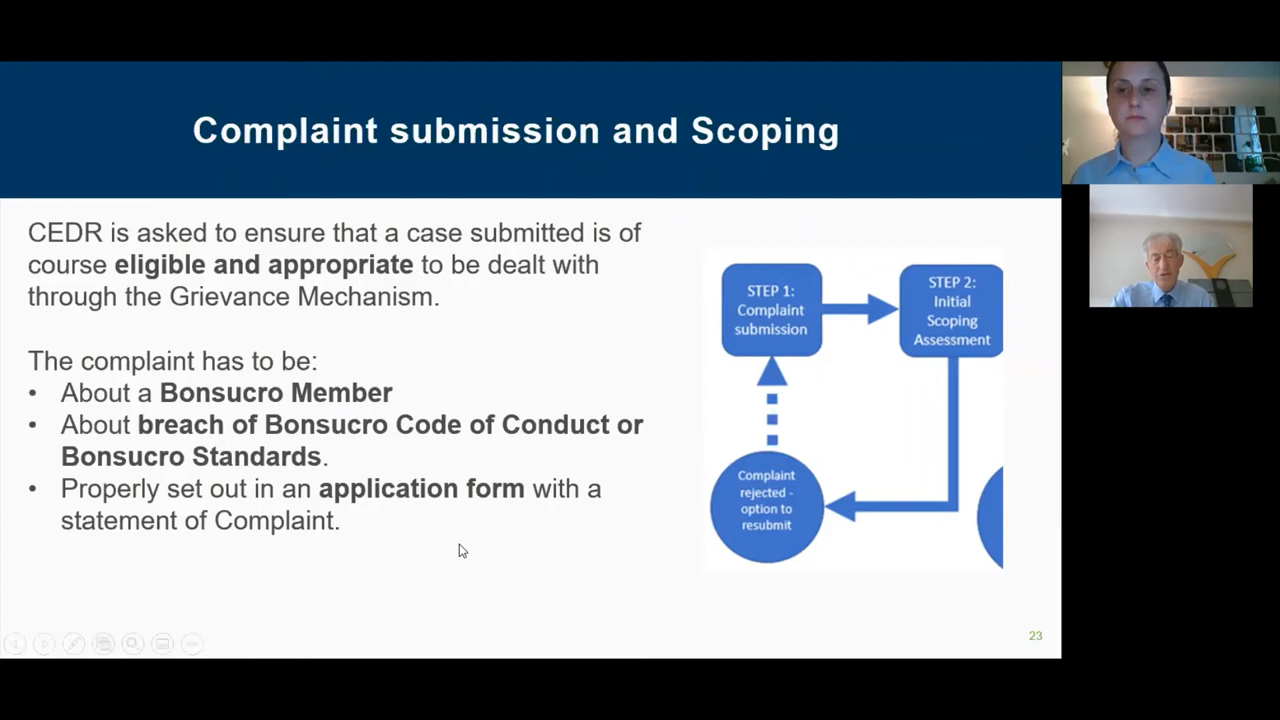 Complaint submission and Scoping
CEDR is asked to ensure that a case submitted is of
course eligible and appropriate to be dealt with
through the Grievance Mechanism.
The complaint has to be:
• About a Bonsucro Member
• About breach of Bonsucro Code of Conduct or
Bonsucro Standards.
• Properly set out in an application form with a
statement of Complaint.
STEP 1:
Complaint
submission
STEP 2:
Initial
Scoping
Assessment
Complaint
rejected -
option to
resubmit
23